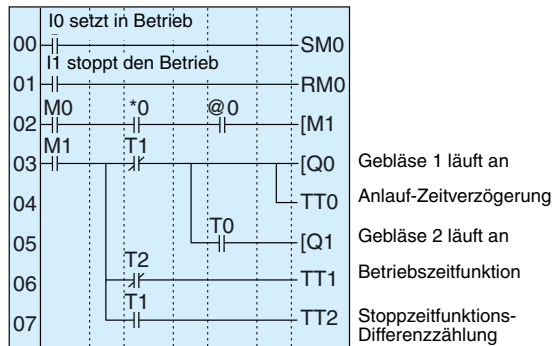 I0 setzt in Betrieb
00 SM0
I1 stoppt den Betrieb
01 RM0
M0 *0 @0
02 [M1
M1 T1
03 [Q0 Gebläse 1 läuft an
04 TT0 Anlauf-Zeitverzögerung
T0
05 [Q1 Gebläse 2 läuft an
T2
06 TT1 Betriebszeitfunktion
T1
07 TT2 Stoppzeitfunktions-
Differenzzählung